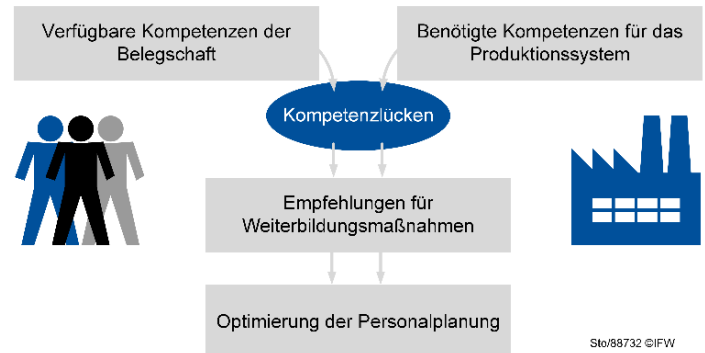 Verfügbare Kompetenzen der
Belegschaft
Benötigte Kompetenzen für das
Produktionssystem
Kompetenzlücken
Empfehlungen für
Weiterbildungsmaßnahmen
Optimierung der Personalplanung
Sto/88732 ©IFW